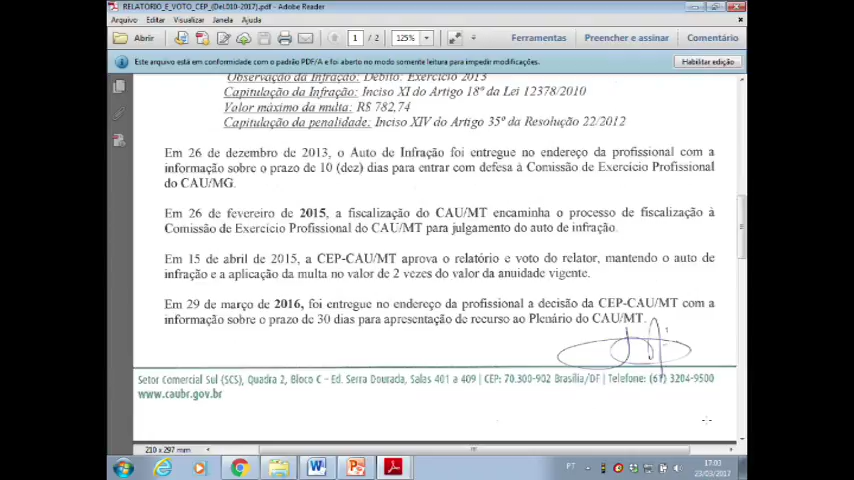 RELATORIO_E_VOTO_CEP_(Del.010-2017).pdf - Adobe Reader
Arquivo Editar Visualizar Janela Ajuda
Abrir 1 / 2 125% Ferramentas Preencher e assinar Comentário
Este arquivo está em conformidade com o padrão PDF/A e foi aberto no modo somente leitura para impedir modificações. Habilitar edição
Observação da Infração: Débito: Exercício 2013
Capitulação da Infração: Inciso XI do Artigo 18º da Lei 12378/2010
Valor máximo da multa: R$ 782,74
Capitulação da penalidade: Inciso XIV do Artigo 35º da Resolução 22/2012
Em 26 de dezembro de 2013, o Auto de Infração foi entregue no endereço da profissional com a
informação sobre o prazo de 10 (dez) dias para entrar com defesa à Comissão de Exercício Profissional
do CAU/MG.
Em 26 de fevereiro de 2015, a fiscalização do CAU/MT encaminha o processo de fiscalização à
Comissão de Exercício Profissional do CAU/MT para julgamento do auto de infração.
Em 15 de abril de 2015, a CEP-CAU/MT aprova o relatório e voto do relator, mantendo o auto de
infração e a aplicação da multa no valor de 2 vezes do valor da anuidade vigente.
Em 29 de março de 2016, foi entregue no endereço da profissional a decisão da CEP-CAU/MT com a
informação sobre o prazo de 30 dias para apresentação de recurso ao Plenário do CAU/MT.
Setor Comercial Sul (SCS), Quadra 2, Bloco C - Ed. Serra Dourada, Salas 401 a 409 | CEP: 70.300-902 Brasília/DF | Telefone: (61) 3204-9500
www.caubr.gov.br
210 x 297 mm
PT 17:03
23/03/2017